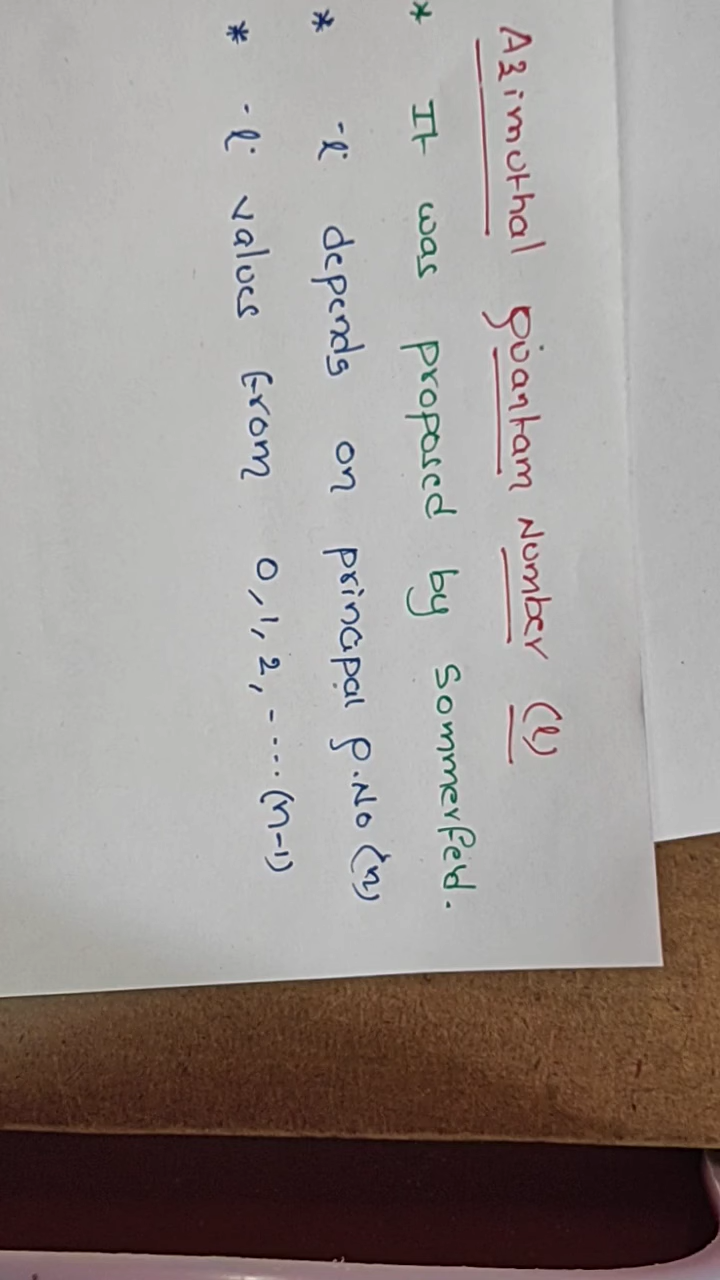 Azimuthal Quantam Number (l)
* It was proposed by Sommerfeld.
* 'l' depends on principal Q.No (n)
* 'l' values from 0, 1, 2, - .... (n-1)